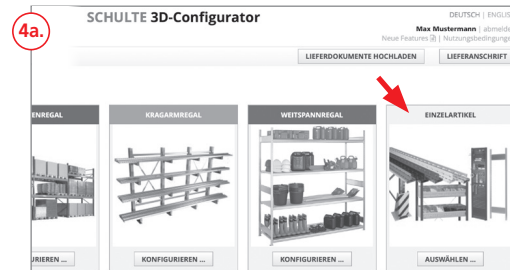 4a.
SCHULTE 3D-Configurator
DEUTSCH | ENGLIS
Max Mustermann | abmelde
Neue Features | Nutzungsbedingunge
LIEFERDOKUMENTE HOCHLADEN
LIEFERANSCHRIFT
ENREGAL
KRAGARMREGAL
WEITSPANNREGAL
EINZELARTIKEL
URIEREN ...
KONFIGURIEREN ...
KONFIGURIEREN ...
AUSWÄHLEN ...